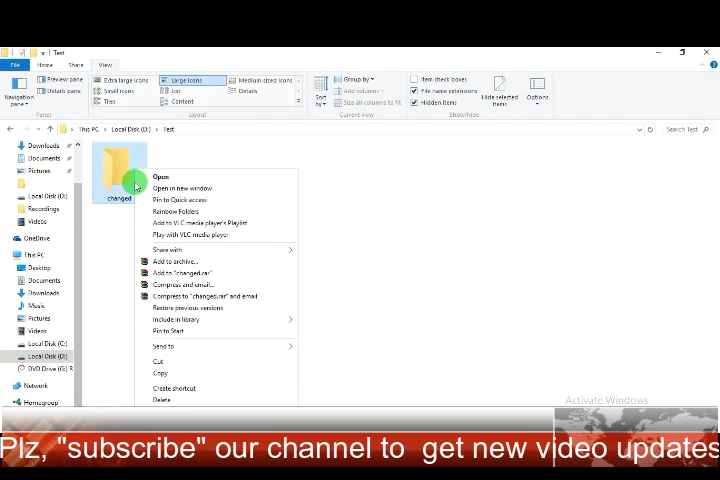 Test
File
Home
Share
View
Navigation pane
Preview pane
Details pane
Panes
Extra large icons
Large icons
Medium-sized icons
Small icons
List
Details
Tiles
Content
Layout
Sort by
Group by
Add columns
Size all columns to fit
Current view
Item check boxes
File name extensions
Hidden items
Hide selected items
Show/hide
Options
This PC
Local Disk (D:)
Test
Search Test
Downloads
Documents
Pictures
Local Disk (D:)
Recordings
Videos
OneDrive
This PC
Desktop
Documents
Downloads
Music
Pictures
Videos
Local Disk (C:)
Local Disk (D:)
DVD Drive (G:) R
Network
Homegroup
changed
Open
Open in new window
Pin to Quick access
Rainbow Folders
Add to VLC media player's Playlist
Play with VLC media player
Share with
Add to archive...
Add to "changed.rar"
Compress and email...
Compress to "changed.rar" and email
Restore previous versions
Include in library
Pin to Start
Send to
Cut
Copy
Create shortcut
Delete
Activate Windows
Plz, "subscribe" our channel to get new video updates